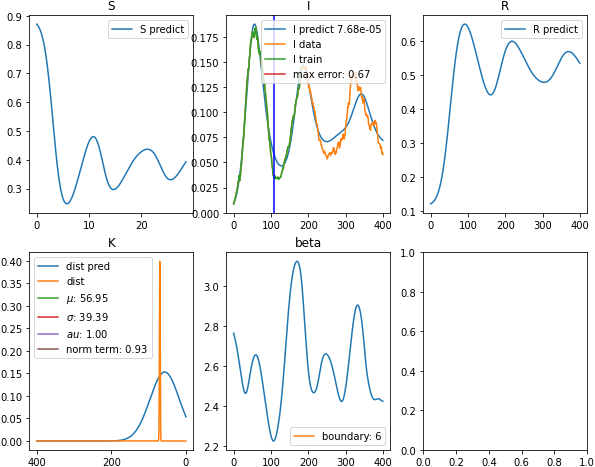 S
I
R
S predict
I predict 7.68e-05
I data
I train
max error: 0.67
R predict
0.9
0.8
0.7
0.6
0.5
0.4
0.3
0.175
0.150
0.125
0.100
0.075
0.050
0.025
0.000
0.6
0.5
0.4
0.3
0.2
0.1
0 10 20
0 100 200 300 400
0 100 200 300 400
K
beta
dist pred
dist
μ: 56.95
σ: 39.39
au: 1.00
norm term: 0.93
boundary: 6
0.40
0.35
0.30
0.25
0.20
0.15
0.10
0.05
0.00
3.0
2.8
2.6
2.4
2.2
1.0
0.8
0.6
0.4
0.2
0.0
400 200 0
0 100 200 300 400
0.0 0.2 0.4 0.6 0.8 1.0